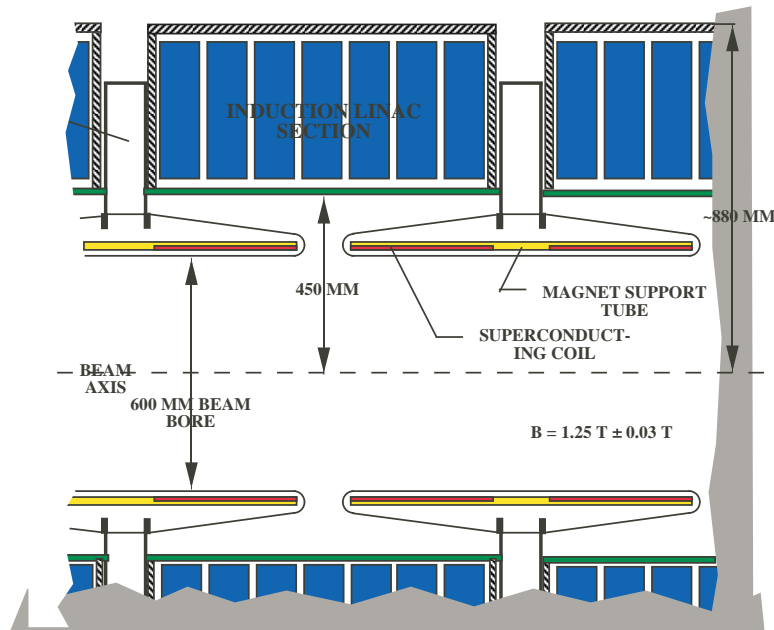 INDUCTION LINAC
SECTION
~880 MM
450 MM
MAGNET SUPPORT
TUBE
SUPERCONDUCT-
ING COIL
BEAM
AXIS
600 MM BEAM
BORE
B = 1.25 T ± 0.03 T